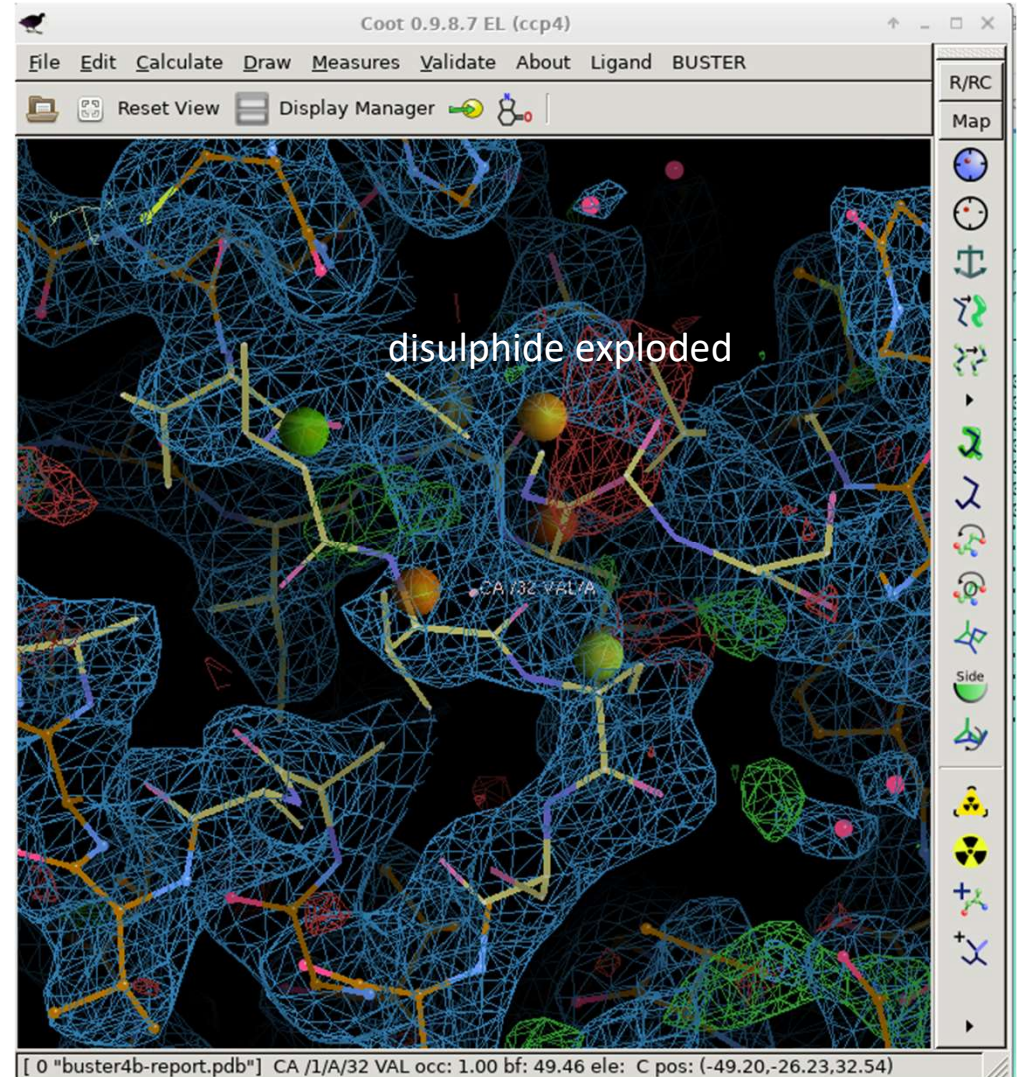 Coot 0.9.8.7 EL (ccp4)
File Edit Calculate Draw Measures Validate About Ligand BUSTER
Reset View Display Manager
R/RC
Map
disulphide exploded
CA /32 VAL/A
Side
[ 0 "buster4b-report.pdb"] CA /1/A/32 VAL occ: 1.00 bf: 49.46 ele: C pos: (-49.20,-26.23,32.54)